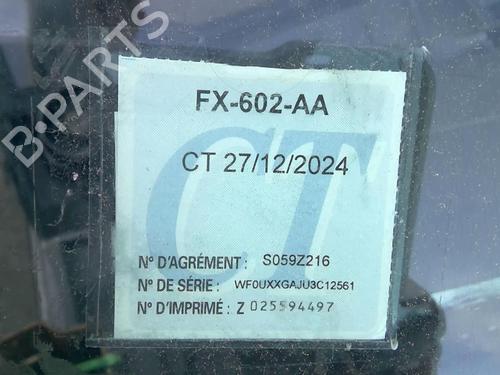 B-PARTS
FX-602-AA
CT 27/12/2024
CT
N° D'AGRÉMENT : S059Z216
N° DE SÉRIE : WF0UXXGAJU3C12561
N° D'IMPRIMÉ : Z 025594497